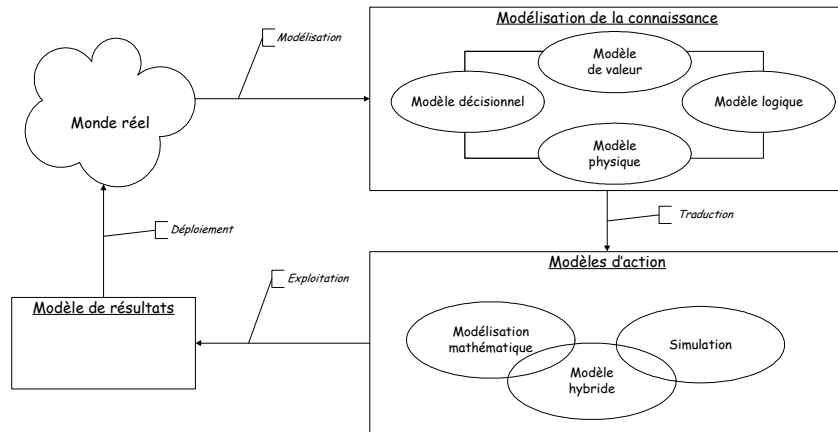 Modélisation de la connaissance
Modélisation
Modèle
de valeur
Modèle décisionnel
Modèle logique
Monde réel
Modèle
physique
Traduction
Déploiement
Modèles d'action
Exploitation
Modèle de résultats
Modélisation
mathématique
Simulation
Modèle
hybride